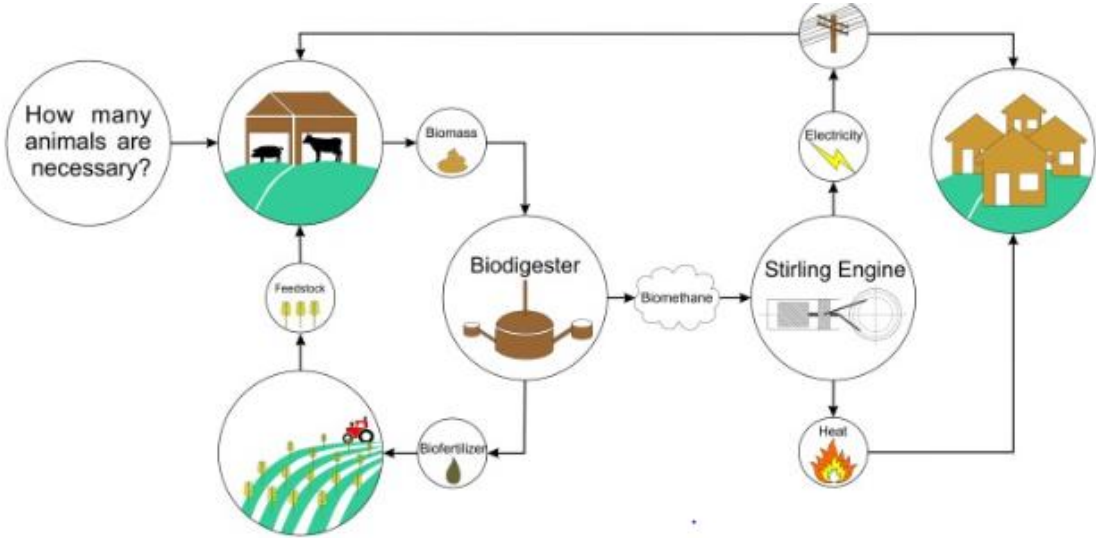 How many
animals are
necessary?
Biomass
Electricity
Biodigester
Stirling Engine
Biomethane
Feedstock
Biofertilizer
Heat